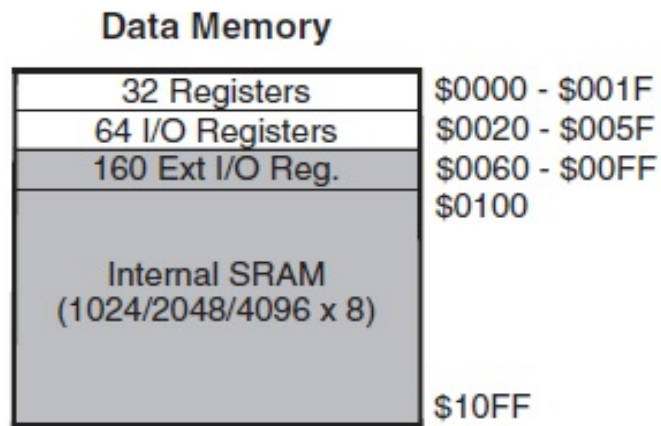 Data Memory
32 Registers $0000 - $001F
64 I/O Registers $0020 - $005F
160 Ext I/O Reg. $0060 - $00FF
$0100
Internal SRAM
(1024/2048/4096 x 8)
$10FF